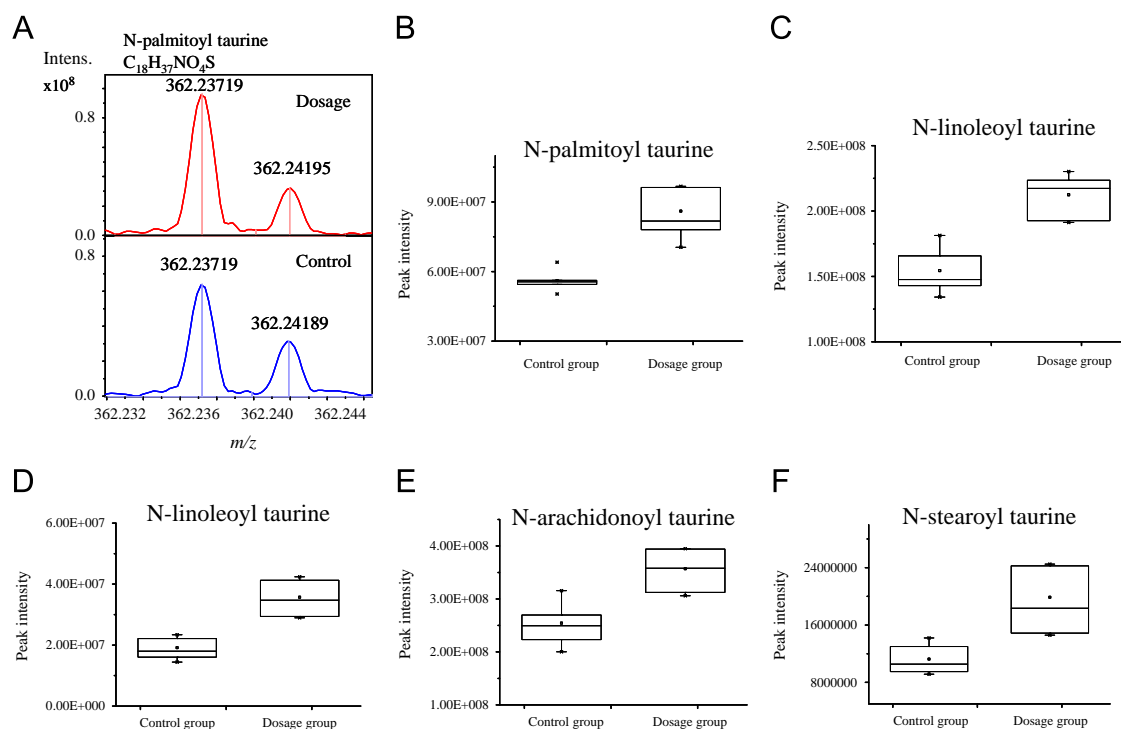 A
N-palmitoyl taurine
C₁₈H₃₇NO₄S
Intens.
x10⁸
362.23719
Dosage
0.8
362.24195
0.0
Control
0.8
362.23719
362.24189
0.0
362.232 362.236 362.240 362.244
m/z
B
N-palmitoyl taurine
Peak intensity
9.00E+007
6.00E+007
3.00E+007
Control group Dosage group
C
N-linoleoyl taurine
Peak intensity
2.50E+008
2.00E+008
1.50E+008
1.00E+008
Control group Dosage group
D
N-linoleoyl taurine
Peak intensity
6.00E+007
4.00E+007
2.00E+007
0.00E+000
Control group Dosage group
E
N-arachidonoyl taurine
Peak intensity
4.00E+008
3.00E+008
2.00E+008
1.00E+008
Control group Dosage group
F
N-stearoyl taurine
Peak intensity
24000000
16000000
8000000
Control group Dosage group